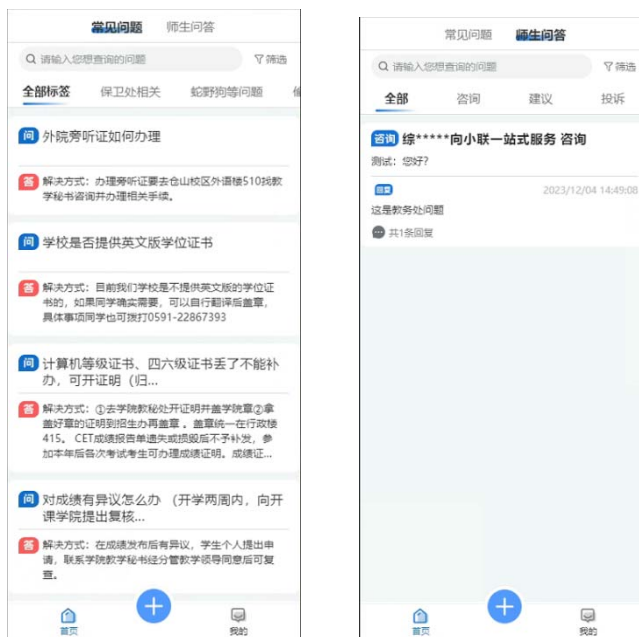 常见问题 师生问答
请输入您想查询的问题 筛选
全部标签 保卫处相关 蛇野狗等问题
问 外院旁听证如何办理
答 解决方式：办理旁听证要去仓山校区外语楼510找教
学秘书咨询并办理相关手续。
问 学校是否提供英文版学位证书
答 解决方式：目前我们学校是不提供英文版的学位证
书的，如果同学确实需要，可以自行翻译后盖章，
具体事项同学也可拨打0591-22867393
问 计算机等级证书、四六级证书丢了不能补
办，可开证明（归...
答 解决方式：①去学院教秘处开证明并盖学院章②拿
盖好章的证明到招生办再盖章 。盖章统一在行政楼
415。 CET成绩报告单遗失或损毁后不予补发，参
加本年后各次考试考生可办理成绩证明。成绩证...
问 对成绩有异议怎么办 （开学两周内，向开
课学院提出复核...
答 解决方式：在成绩发布后有异议，学生个人提出申
请，联系学院教学秘书经分管教学领导同意后可复
查。
首页 我的
常见问题 师生问答
请输入您想查询的问题 筛选
全部 咨询 建议 投诉
咨询 综*****向小联一站式服务 咨询
测试：您好?
回复 2023/12/04 14:49:08
这是教务处问题
共1条回复
首页 我的